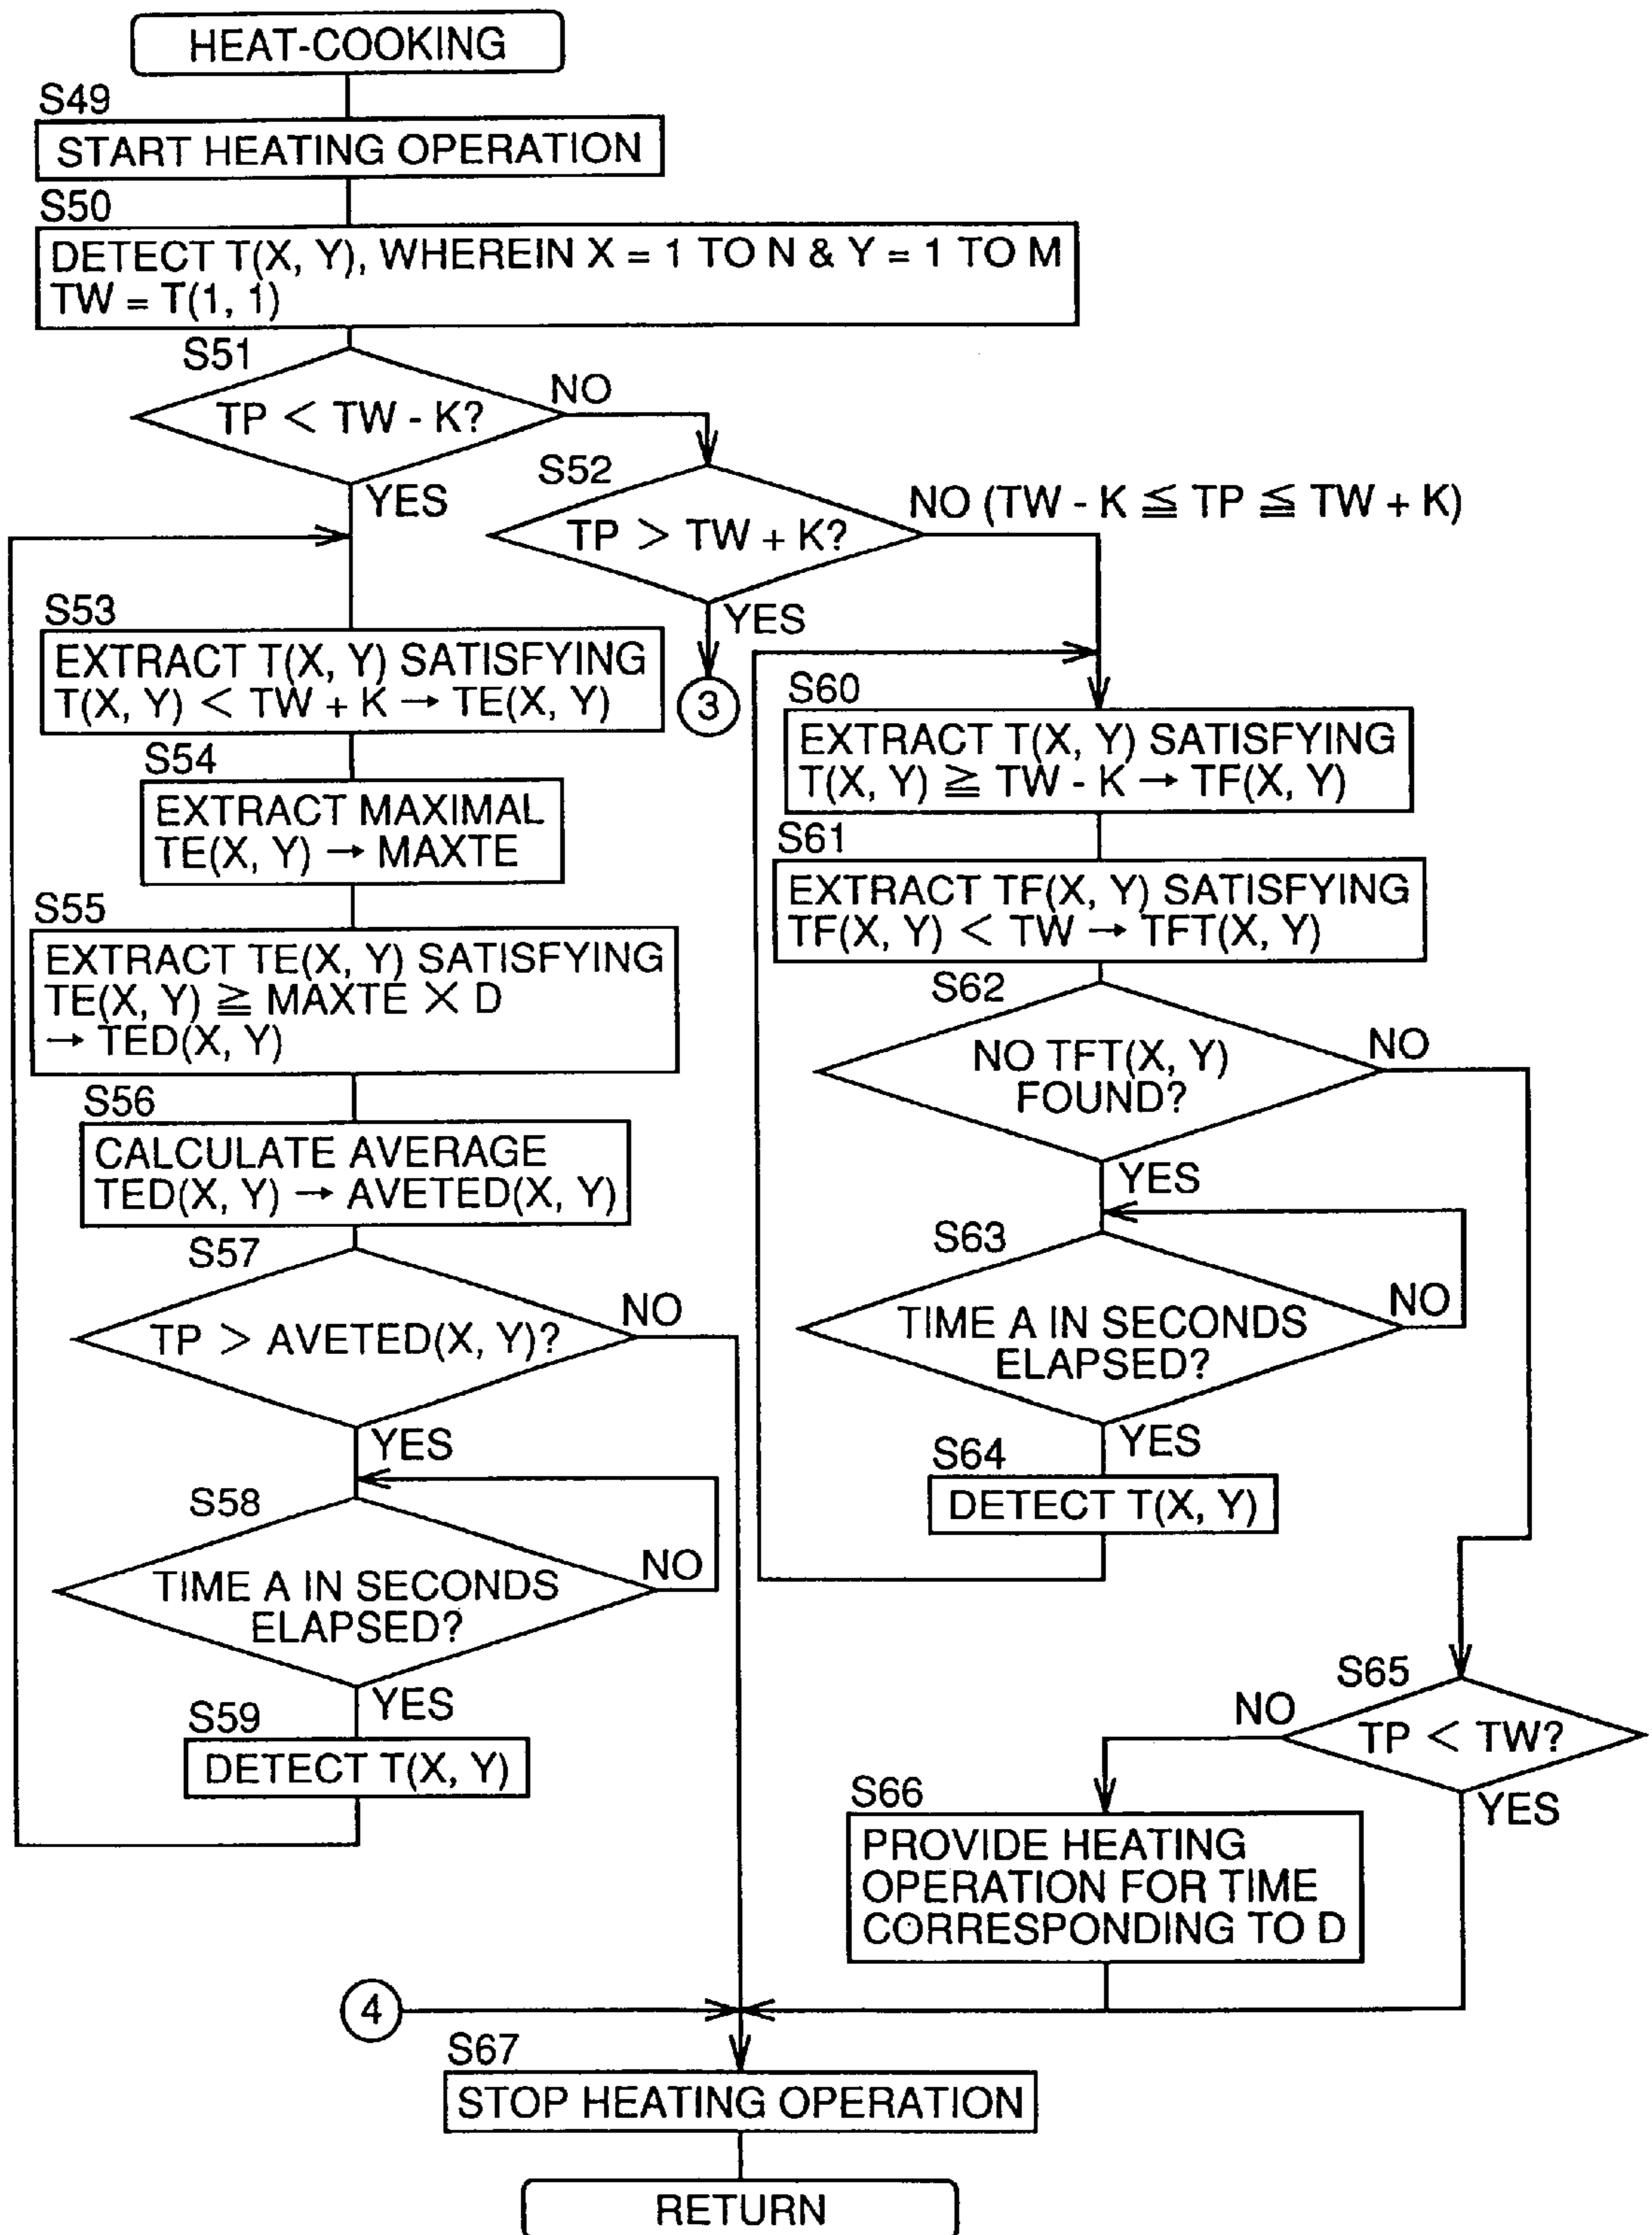 HEAT-COOKING
S49
START HEATING OPERATION
S50
DETECT T(X, Y), WHEREIN X = 1 TO N & Y = 1 TO M
TW = T(1, 1)
S51
TP < TW - K?
NO
YES
S52
TP > TW + K?
NO (TW - K ≦ TP ≦ TW + K)
YES
3
S53
EXTRACT T(X, Y) SATISFYING
T(X, Y) < TW + K → TE(X, Y)
S54
EXTRACT MAXIMAL
TE(X, Y) → MAXTE
S55
EXTRACT TE(X, Y) SATISFYING
TE(X, Y) ≧ MAXTE × D
→ TED(X, Y)
S56
CALCULATE AVERAGE
TED(X, Y) → AVETED(X, Y)
S57
TP > AVETED(X, Y)?
NO
YES
S58
TIME A IN SECONDS
ELAPSED?
NO
YES
S59
DETECT T(X, Y)
S60
EXTRACT T(X, Y) SATISFYING
T(X, Y) ≧ TW - K → TF(X, Y)
S61
EXTRACT TF(X, Y) SATISFYING
TF(X, Y) < TW → TFT(X, Y)
S62
NO TFT(X, Y)
FOUND?
NO
YES
S63
TIME A IN SECONDS
ELAPSED?
NO
YES
S64
DETECT T(X, Y)
S65
TP < TW?
NO
YES
S66
PROVIDE HEATING
OPERATION FOR TIME
CORRESPONDING TO D
4
S67
STOP HEATING OPERATION
RETURN